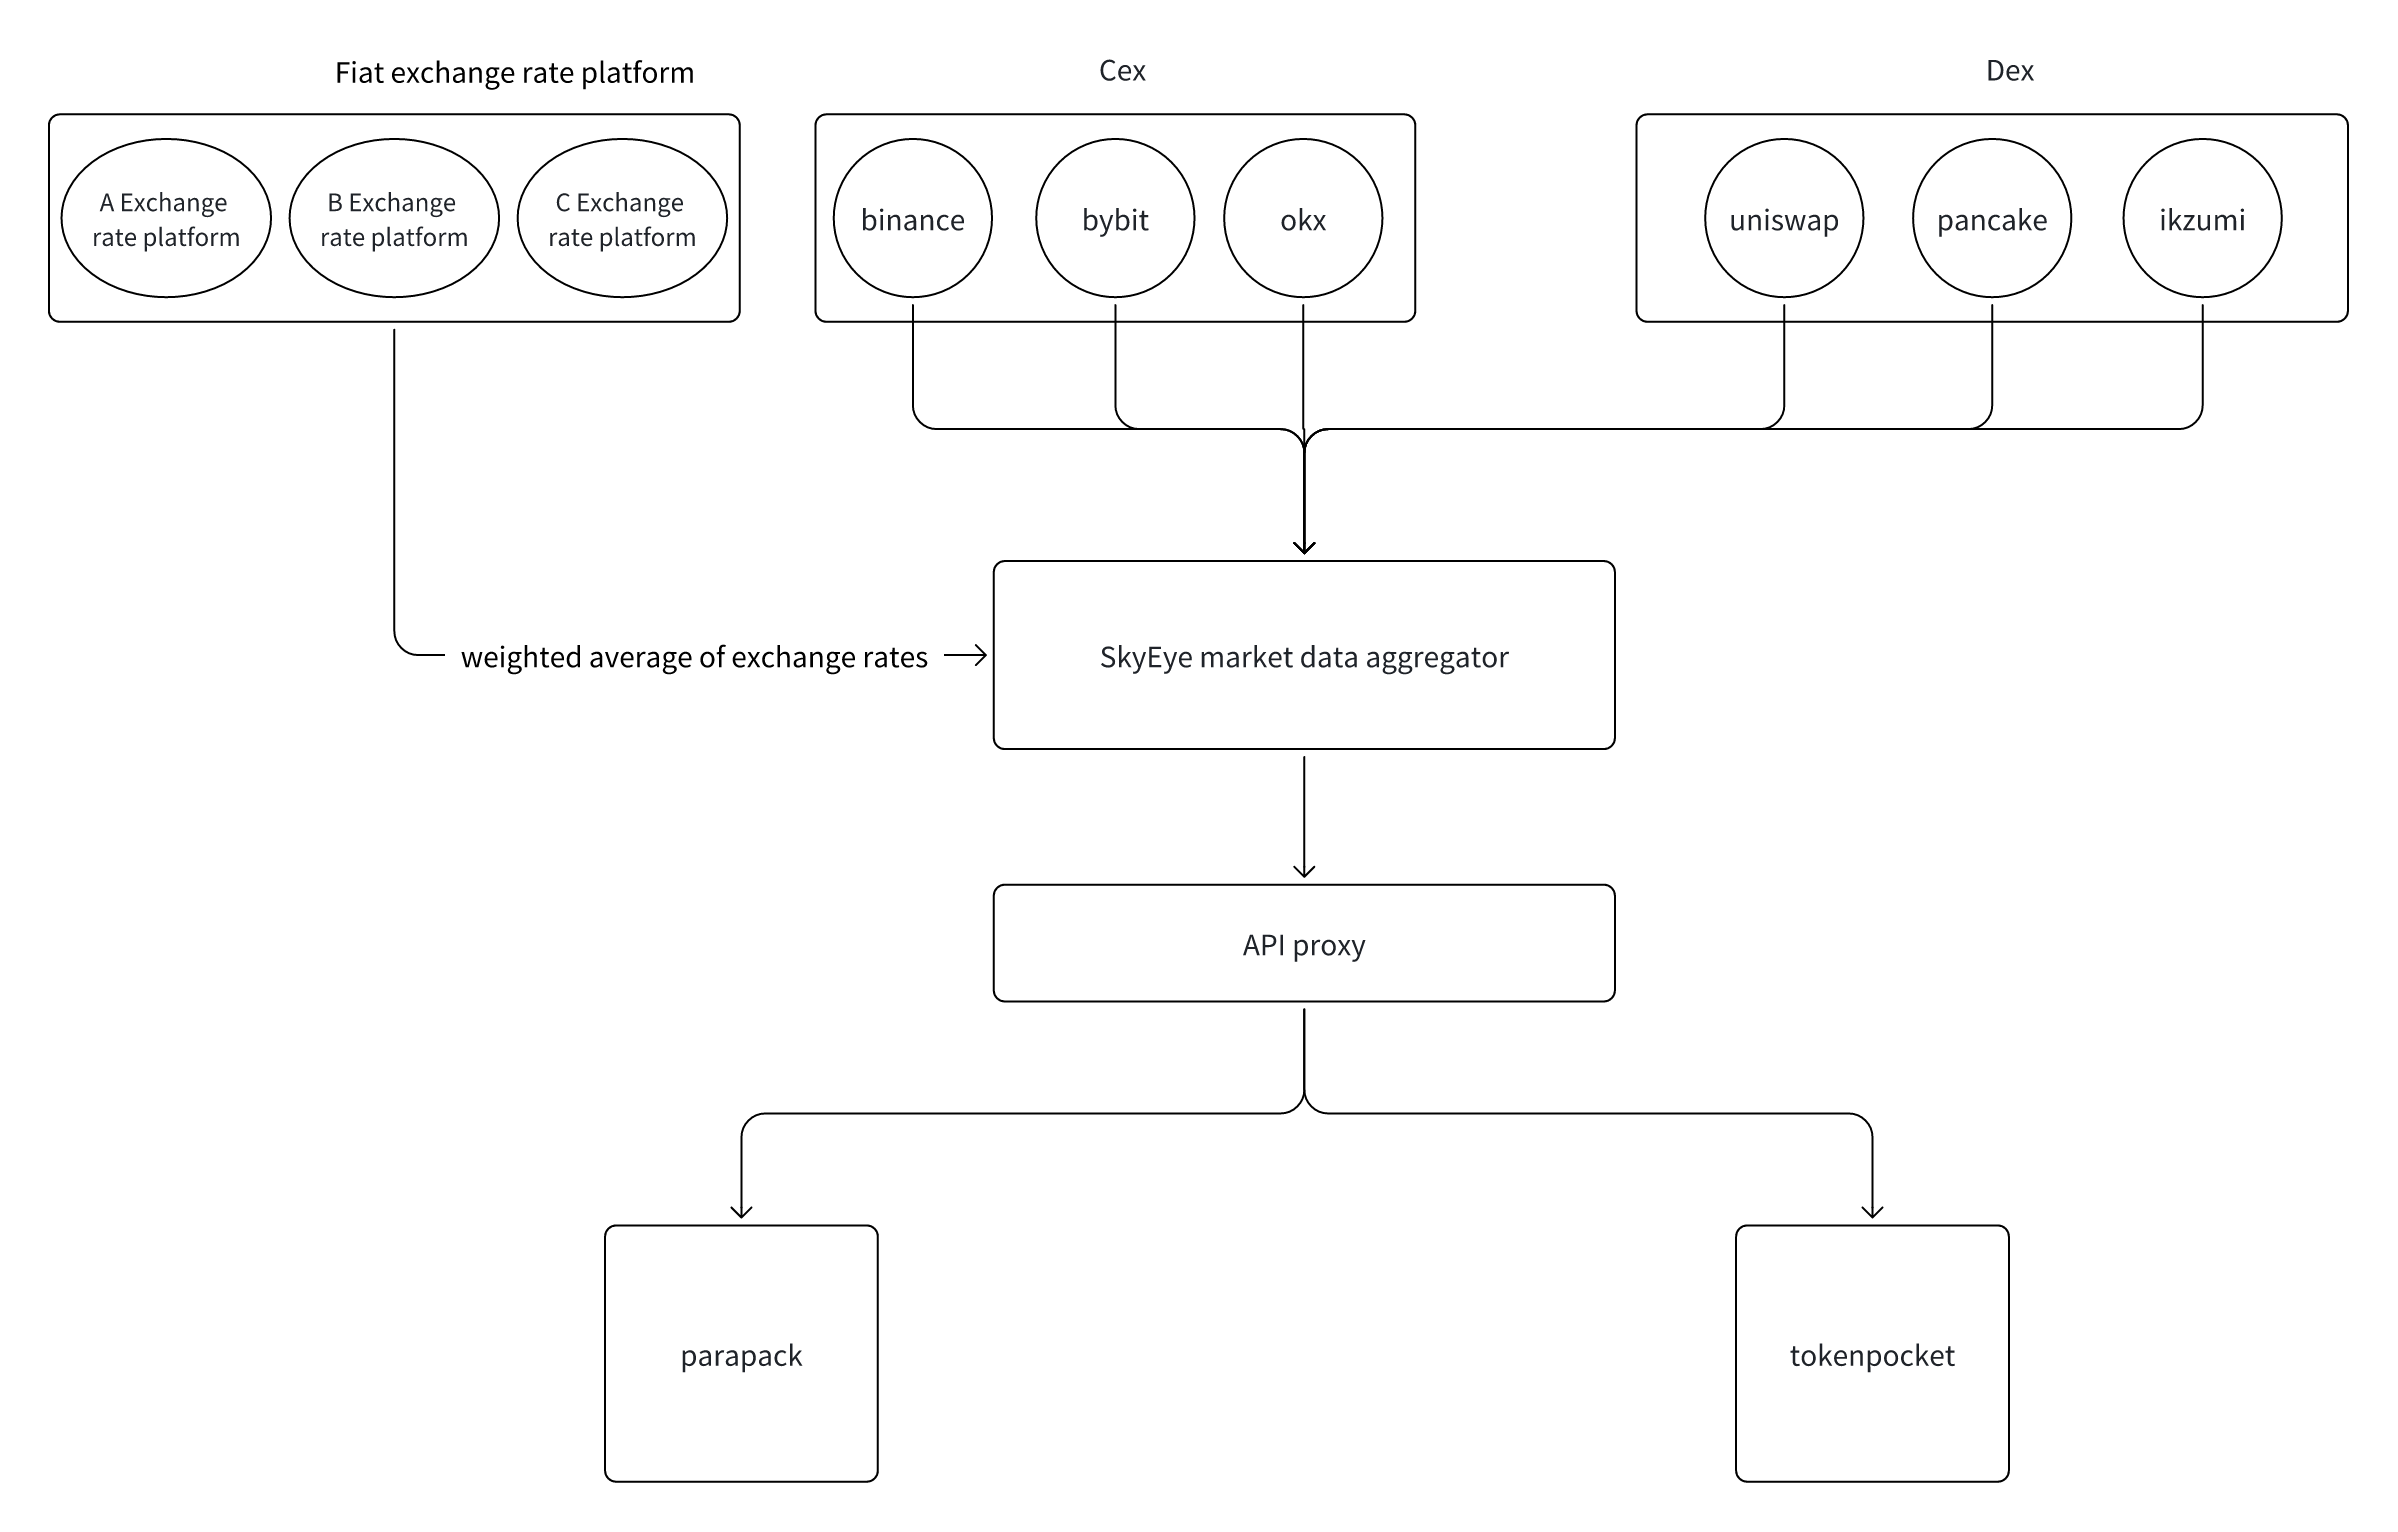 Fiat exchange rate platform
Cex
Dex
A Exchange
rate platform
B Exchange
rate platform
C Exchange
rate platform
binance
bybit
okx
uniswap
pancake
ikzumi
weighted average of exchange rates
SkyEye market data aggregator
API proxy
parapack
tokenpocket